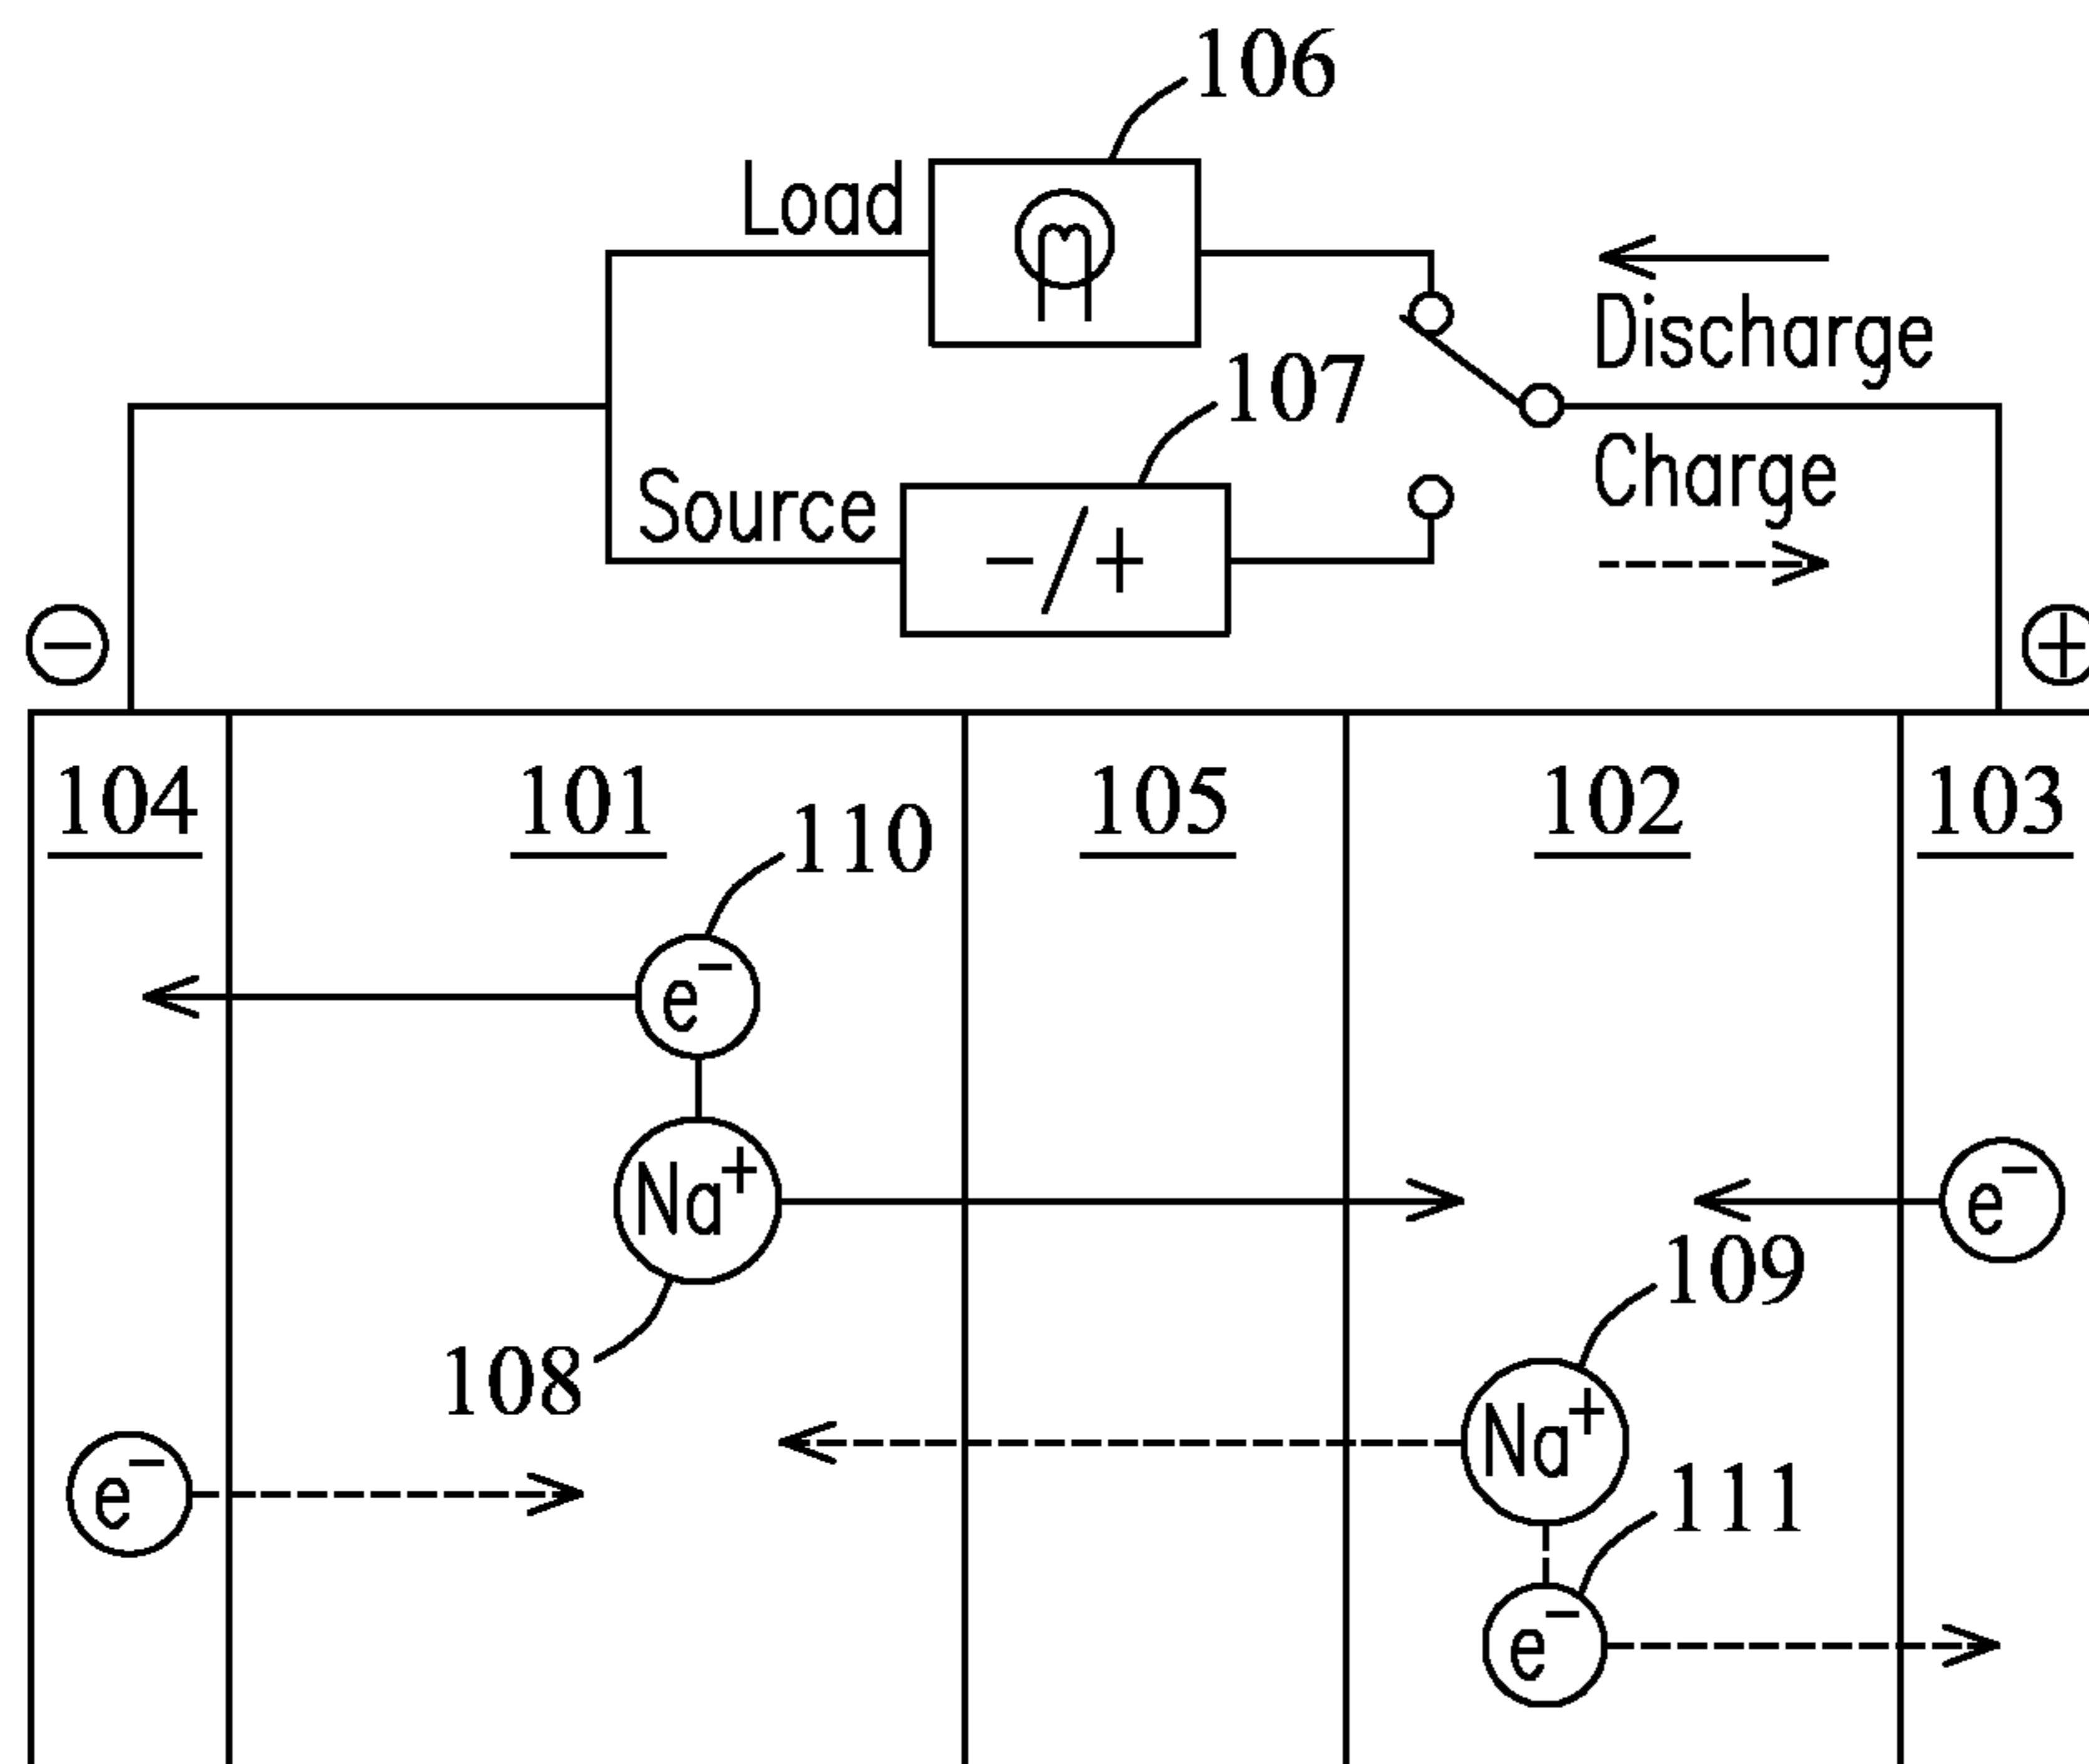 106
Load
107
Discharge
Source
-/+
Charge
−
+
104
101
105
102
103
110
e⁻
Na⁺
e⁻
109
108
Na⁺
e⁻
111
e⁻